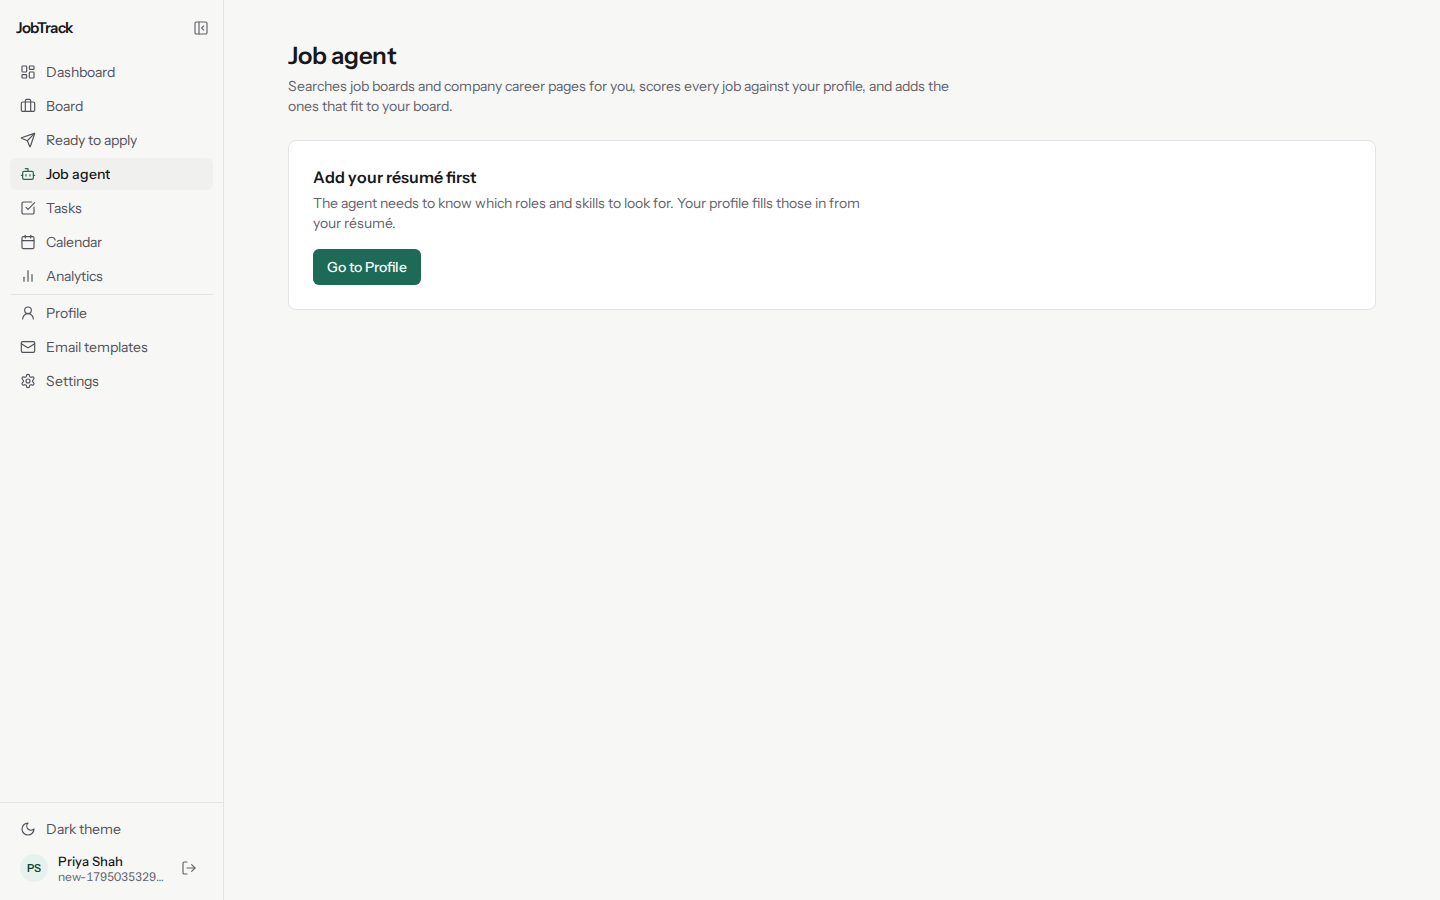 JobTrack
Dashboard
Board
Ready to apply
Job agent
Tasks
Calendar
Analytics
Profile
Email templates
Settings
Dark theme
PS
Priya Shah
new-1795035329...
Job agent
Searches job boards and company career pages for you, scores every job against your profile, and adds the
ones that fit to your board.
Add your résumé first
The agent needs to know which roles and skills to look for. Your profile fills those in from
your résumé.
Go to Profile